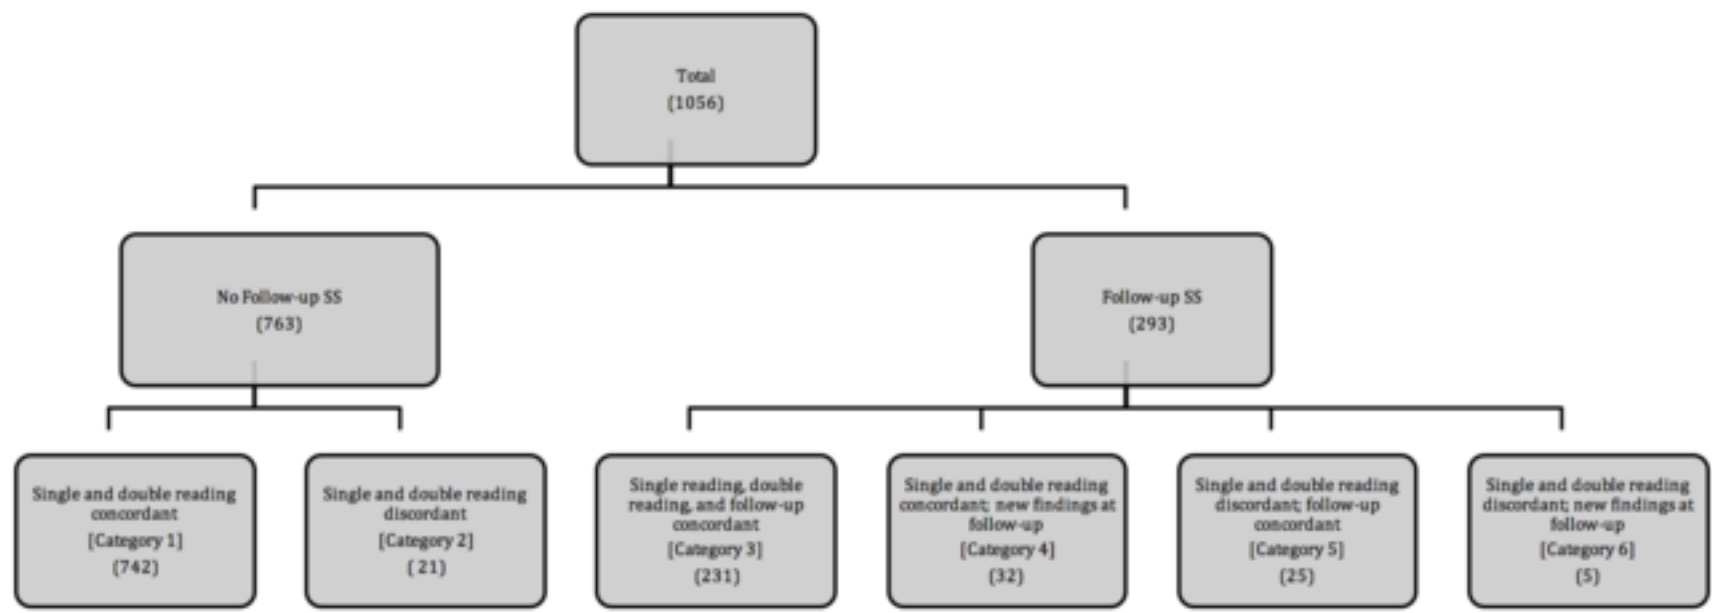 Total
(1056)
No Follow-up SS
(763)
Follow-up SS
(293)
Single and double reading
concordant
[Category 1]
(742)
Single and double reading
discordant
[Category 2]
( 21)
Single reading, double
reading, and follow-up
concordant
[Category 3]
(231)
Single and double reading
concordant; new findings at
follow-up
[Category 4]
(32)
Single and double reading
discordant; follow-up
concordant
[Category 5]
(25)
Single and double reading
discordant; new findings at
follow-up
[Category 6]
(5)